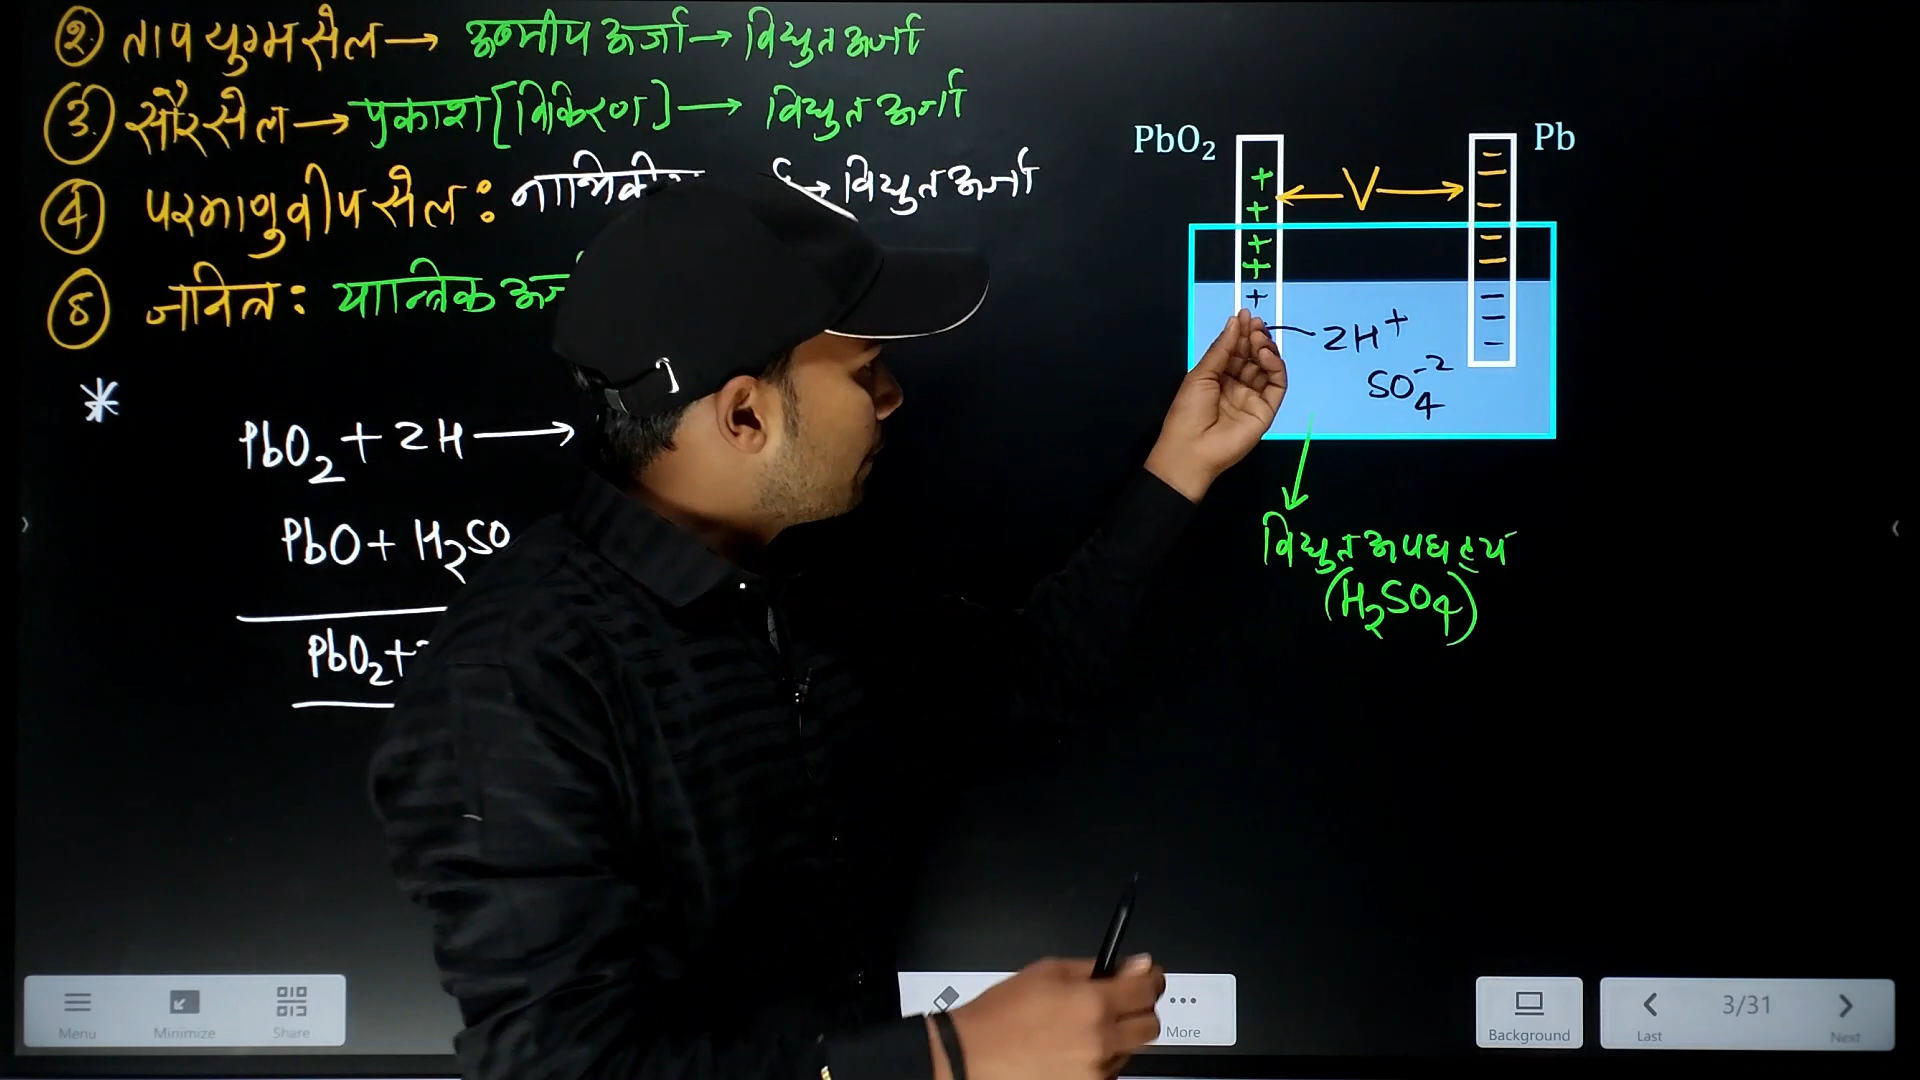 ② ताप युग्म सेल → ऊष्मीय ऊर्जा → विद्युत ऊर्जा
③ सौर सेल → प्रकाश [विकिरण] → विद्युत ऊर्जा
④ परमाणुवीय सेल : → विद्युत ऊर्जा
⑤ जनित्र : यान्त्रिक
*
PbO₂ + 2H →
PbO + H₂SO
PbO₂ +
PbO₂
Pb
+ + + + +
V
− − − − − − − −
2H⁺
SO₄⁻²
विद्युत अपघट्य
(H₂SO₄)
Menu
Minimize
Share
More
Background
Last
3/31
Next